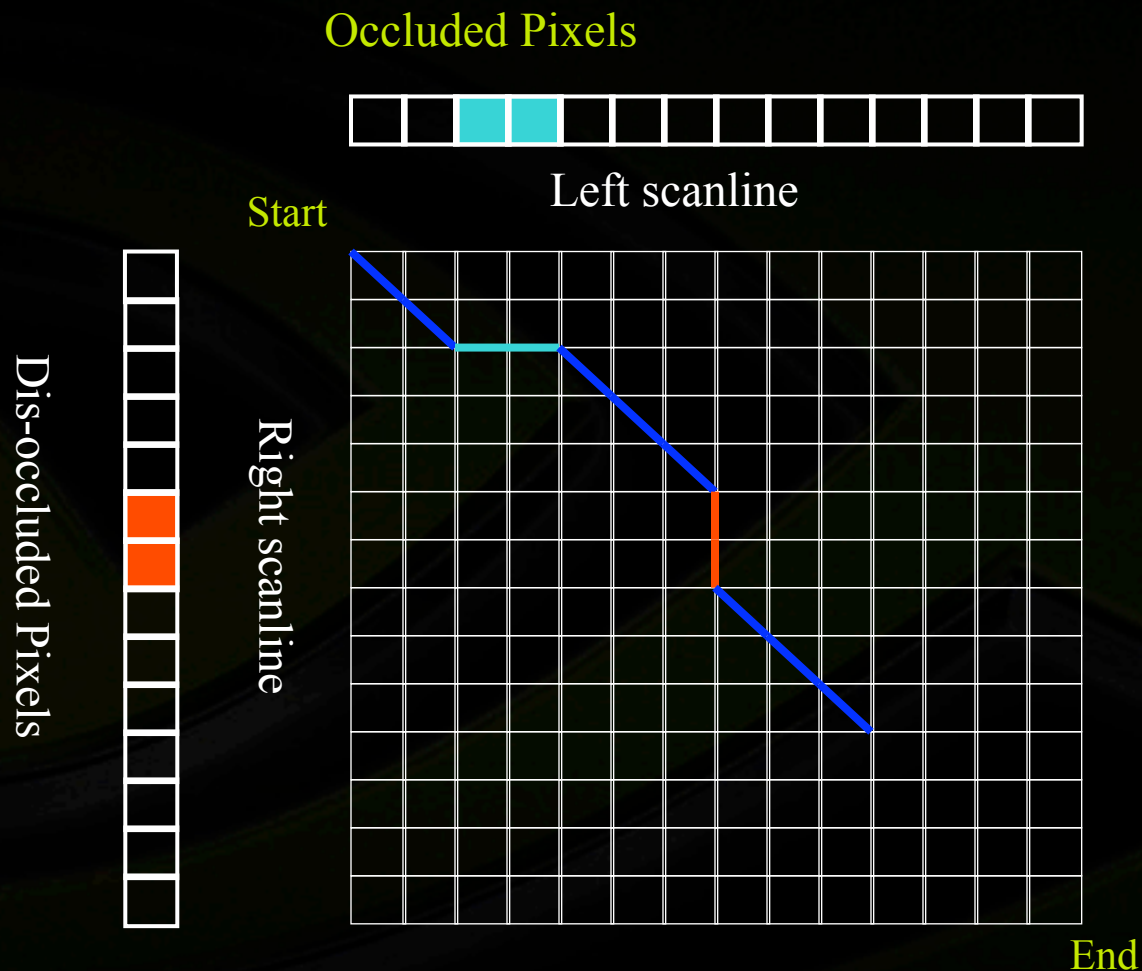 Occluded Pixels
Left scanline
Start
Dis-occluded Pixels
Right scanline
End